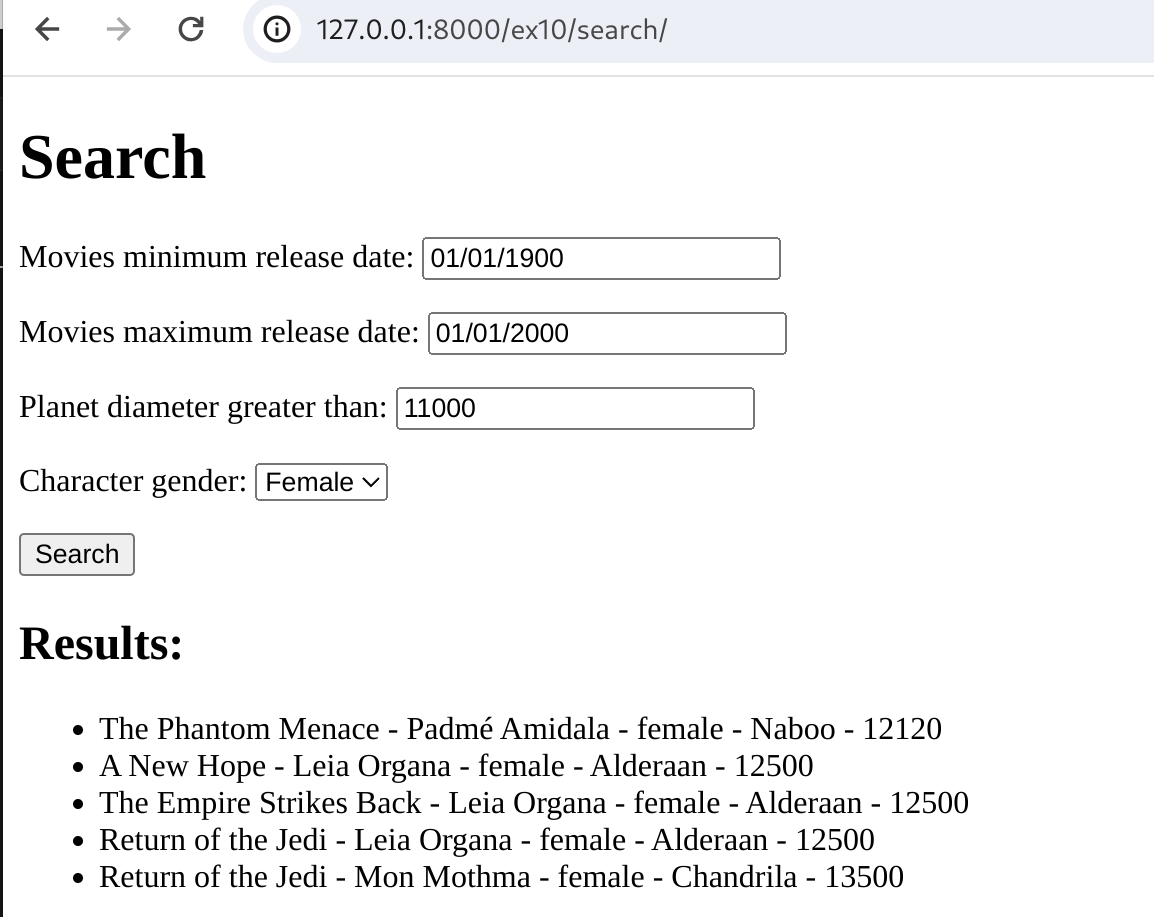 127.0.0.1:8000/ex10/search/
Search
Movies minimum release date: 01/01/1900
Movies maximum release date: 01/01/2000
Planet diameter greater than: 11000
Character gender: Female
Search
Results:
• The Phantom Menace - Padmé Amidala - female - Naboo - 12120
• A New Hope - Leia Organa - female - Alderaan - 12500
• The Empire Strikes Back - Leia Organa - female - Alderaan - 12500
• Return of the Jedi - Leia Organa - female - Alderaan - 12500
• Return of the Jedi - Mon Mothma - female - Chandrila - 13500